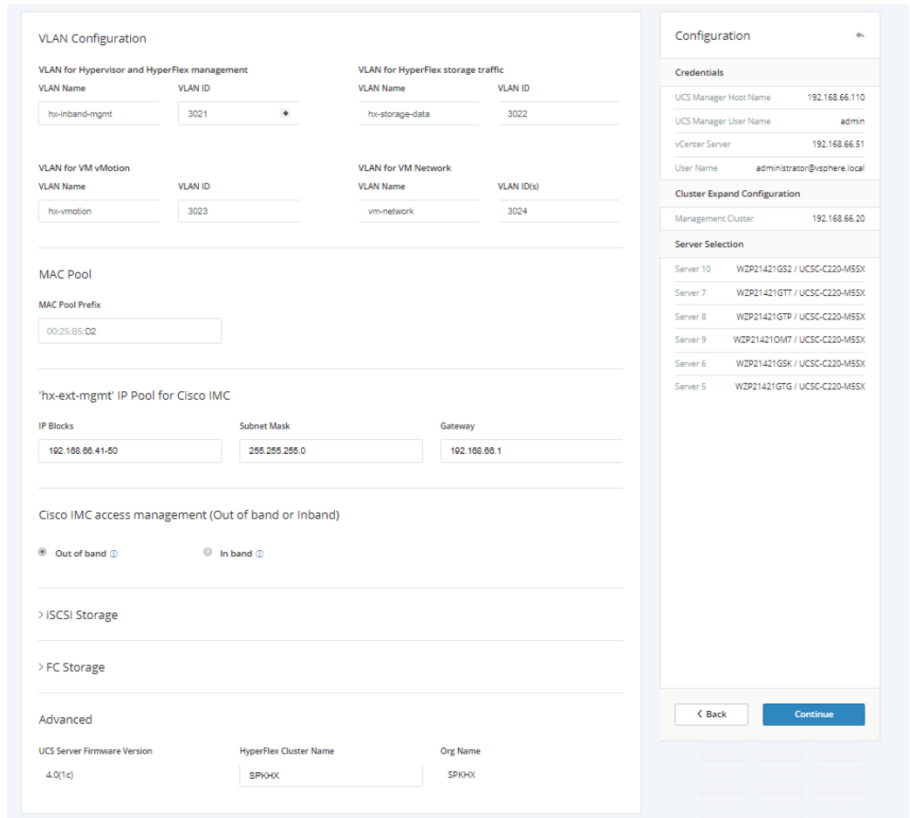 VLAN Configuration
VLAN for Hypervisor and HyperFlex management
VLAN Name VLAN ID
hx-inband-mgmt 3021
VLAN for HyperFlex storage traffic
VLAN Name VLAN ID
hx-storage-data 3022
VLAN for VM vMotion
VLAN Name VLAN ID
hx-vmotion 3023
VLAN for VM Network
VLAN Name VLAN ID(s)
vm-network 3024
MAC Pool
MAC Pool Prefix
00:25:B5:D2
'hx-ext-mgmt' IP Pool for Cisco IMC
IP Blocks Subnet Mask Gateway
192.168.66.41-50 255.255.255.0 192.168.66.1
Cisco IMC access management (Out of band or Inband)
Out of band In band
>iSCSI Storage
>FC Storage
Advanced
UCS Server Firmware Version HyperFlex Cluster Name Org Name
4.0(1c) SPKHX SPKHX
Configuration
Credentials
UCS Manager Host Name 192.168.66.110
UCS Manager User Name admin
vCenter Server 192.168.66.51
User Name administrator@vsphere.local
Cluster Expand Configuration
Management Cluster 192.168.66.20
Server Selection
Server 10 WZP21421GS2 / UCSC-C220-M5SX
Server 7 WZP21421GTT / UCSC-C220-M5SX
Server 8 WZP21421GTP / UCSC-C220-M5SX
Server 9 WZP21421OM7 / UCSC-C220-M5SX
Server 6 WZP21421GSK / UCSC-C220-M5SX
Server 5 WZP21421GTG / UCSC-C220-M5SX
< Back Continue